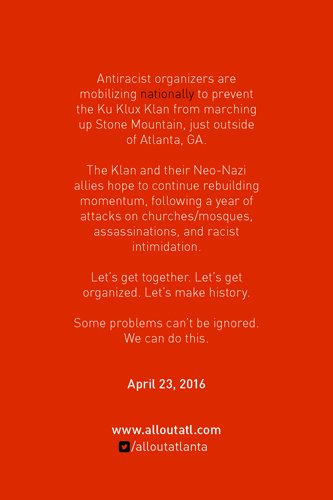 Antiracist organizers are
mobilizing nationally to prevent
the Ku Klux Klan from marching
up Stone Mountain, just outside
of Atlanta, GA.
The Klan and their Neo-Nazi
allies hope to continue rebuilding
momentum, following a year of
attacks on churches/mosques,
assassinations, and racist
intimidation.
Let's get together. Let's get
organized. Let's make history.
Some problems can't be ignored.
We can do this.
April 23, 2016
www.alloutatl.com
/alloutatlanta